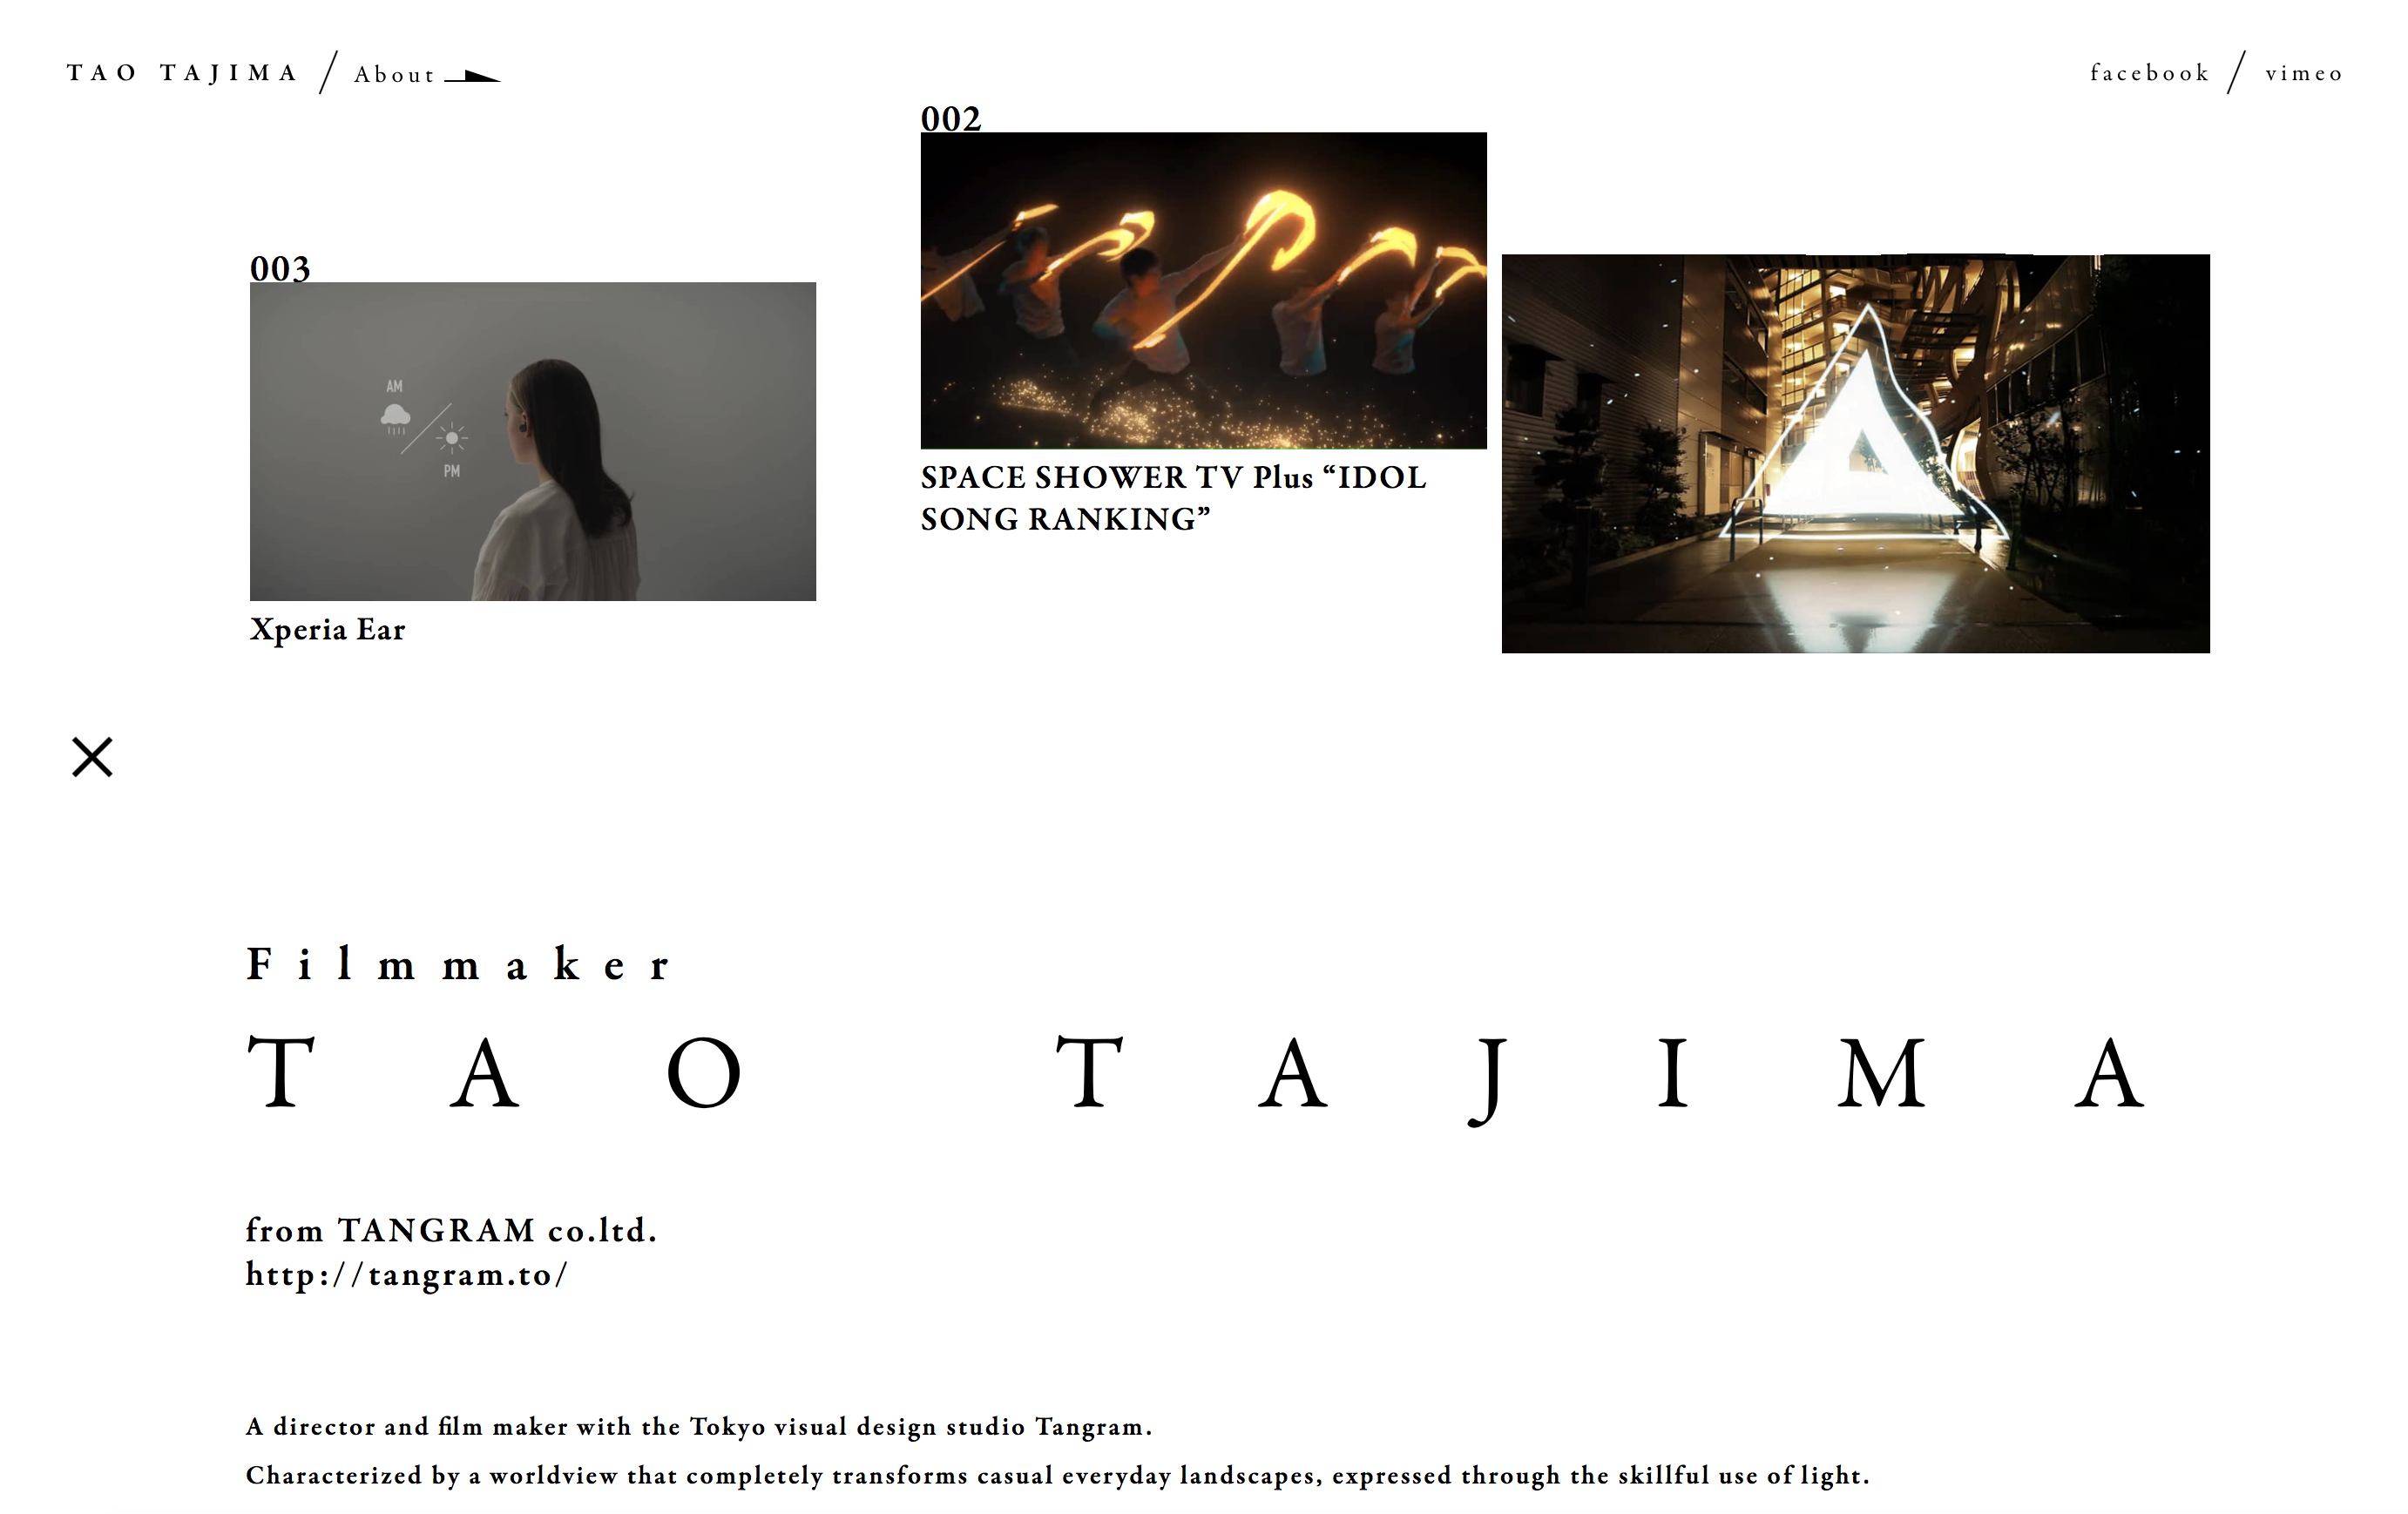 TAO TAJIMA / About
facebook / vimeo
002
003
AM
PM
SPACE SHOWER TV Plus “IDOL
SONG RANKING”
Xperia Ear
Filmmaker
TAO TAJIMA
from TANGRAM co.ltd.
http://tangram.to/
A director and film maker with the Tokyo visual design studio Tangram.
Characterized by a worldview that completely transforms casual everyday landscapes, expressed through the skillful use of light.